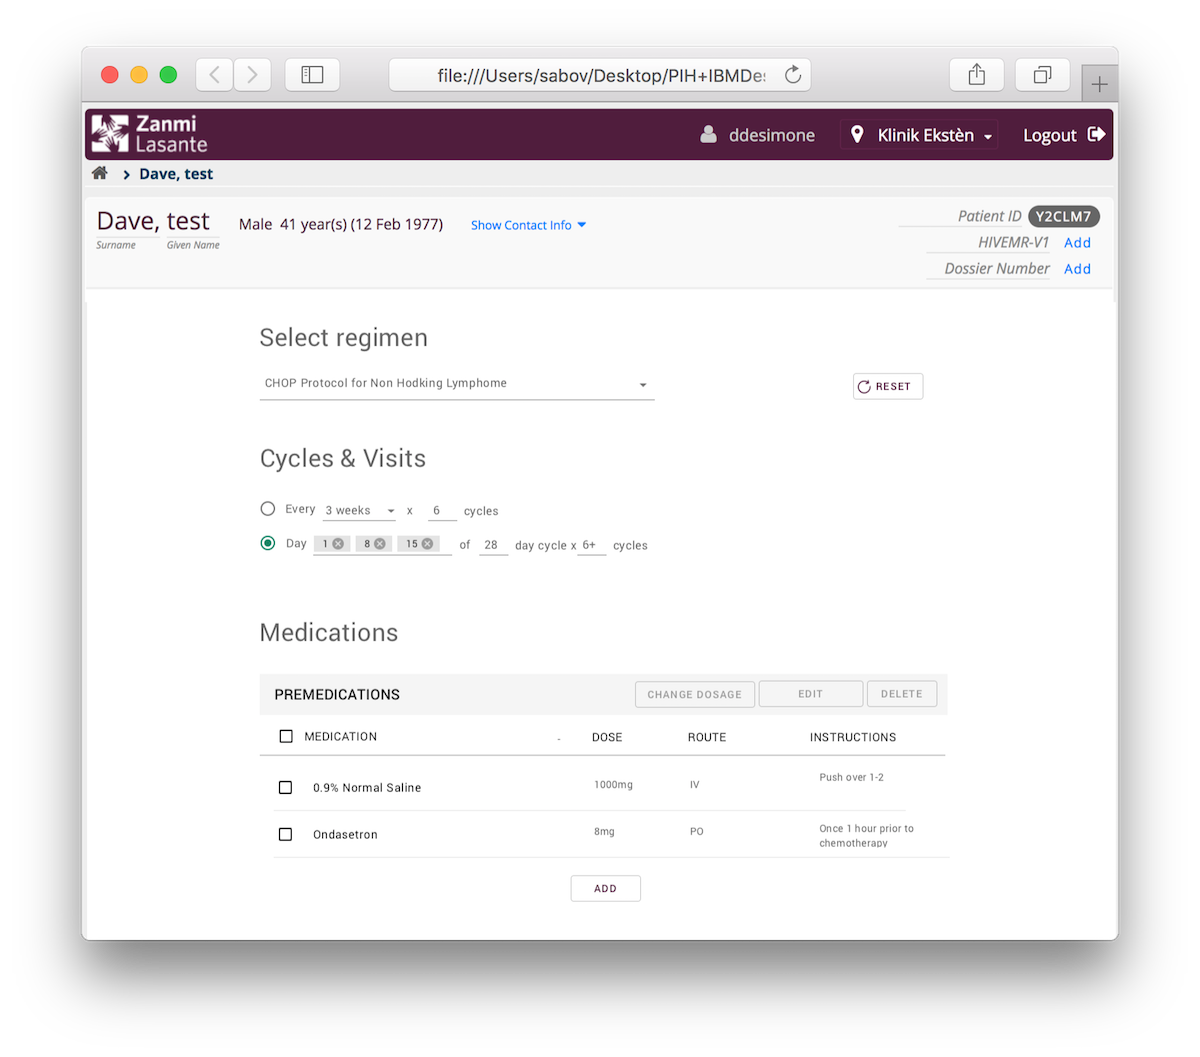 file:///Users/sabov/Desktop/PIH+IBMDe
Zanmi
Lasante
ddesimone
Klinik Ekstèn
Logout
Dave, test
Dave, test
Surname
Given Name
Male 41 year(s) (12 Feb 1977)
Show Contact Info
Patient ID Y2CLM7
HIVEMR-V1 Add
Dossier Number Add
Select regimen
CHOP Protocol for Non Hodking Lymphome
RESET
Cycles & Visits
Every 3 weeks x 6 cycles
Day 1 8 15 of 28 day cycle x 6+ cycles
Medications
PREMEDICATIONS CHANGE DOSAGE EDIT DELETE
MEDICATION - DOSE ROUTE INSTRUCTIONS
0.9% Normal Saline 1000mg IV Push over 1-2
Ondasetron 8mg PO Once 1 hour prior to
chemotherapy
ADD